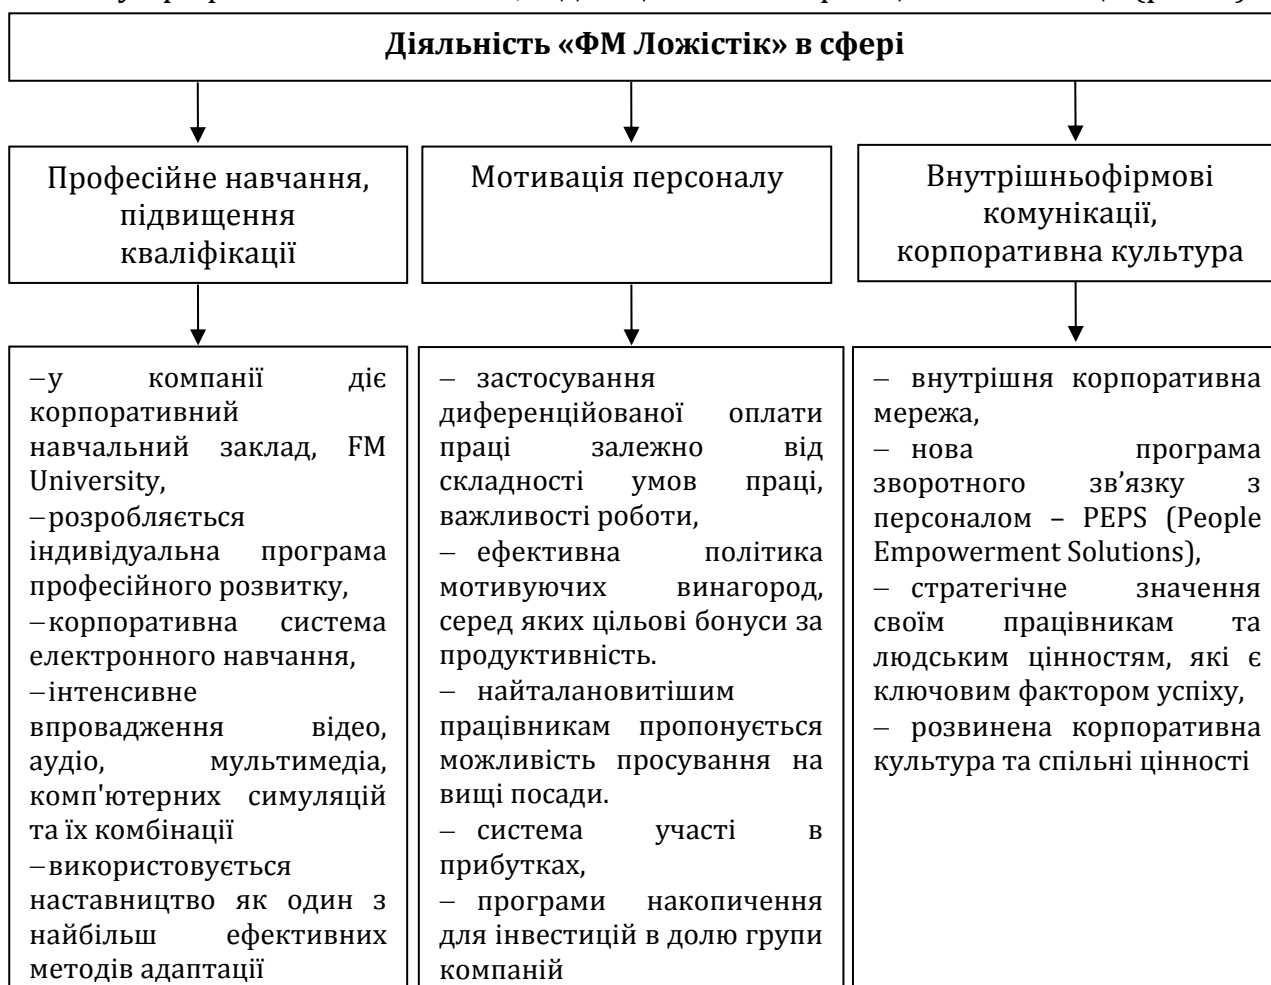 Діяльність «ФМ Ложістік» в сфері
Професійне навчання,
підвищення
кваліфікації
Мотивація персоналу
Внутрішньофірмові
комунікації,
корпоративна культура
–у компанії діє
корпоративний
навчальний заклад, FM
University,
–розробляється
індивідуальна програма
професійного розвитку,
–корпоративна система
електронного навчання,
–інтенсивне
впровадження відео,
аудіо, мультимедіа,
комп'ютерних симуляцій
та їх комбінації
–використовується
наставництво як один з
найбільш ефективних
методів адаптації
– застосування
диференційованої оплати
праці залежно від
складності умов праці,
важливості роботи,
– ефективна політика
мотивуючих винагород,
серед яких цільові бонуси за
продуктивність.
– найталановитішим
працівникам пропонується
можливість просування на
вищі посади.
– система участі в
прибутках,
– програми накопичення
для інвестицій в долю групи
компаній
– внутрішня корпоративна
мережа,
– нова програма
зворотного зв’язку з
персоналом – PEPS (People
Empowerment Solutions),
– стратегічне значення
своїм працівникам та
людським цінностям, які є
ключовим фактором успіху,
– розвинена корпоративна
культура та спільні цінності